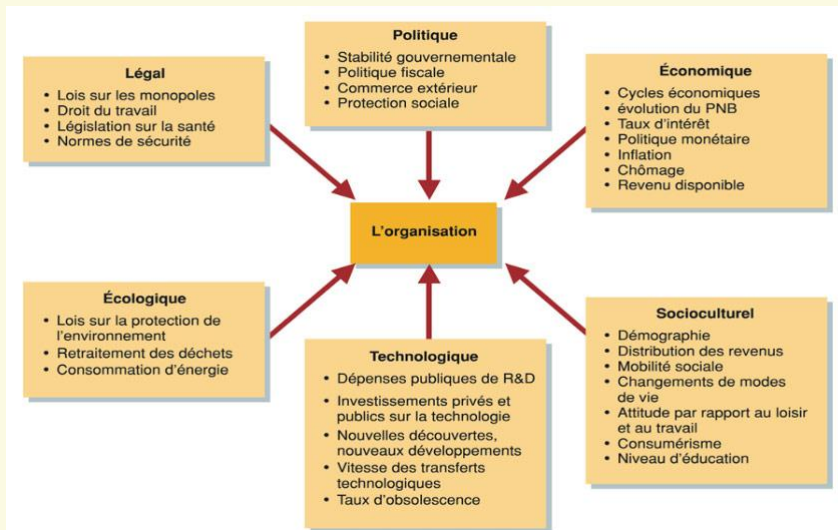 Politique
• Stabilité gouvernementale
• Politique fiscale
• Commerce extérieur
• Protection sociale
Légal
• Lois sur les monopoles
• Droit du travail
• Législation sur la santé
• Normes de sécurité
Économique
• Cycles économiques
• évolution du PNB
• Taux d'intérêt
• Politique monétaire
• Inflation
• Chômage
• Revenu disponible
L'organisation
Écologique
• Lois sur la protection de
l'environnement
• Retraitement des déchets
• Consommation d'énergie
Technologique
• Dépenses publiques de R&D
• Investissements privés et
publics sur la technologie
• Nouvelles découvertes,
nouveaux développements
• Vitesse des transferts
technologiques
• Taux d'obsolescence
Socioculturel
• Démographie
• Distribution des revenus
• Mobilité sociale
• Changements de modes
de vie
• Attitude par rapport au loisir
et au travail
• Consumérisme
• Niveau d'éducation